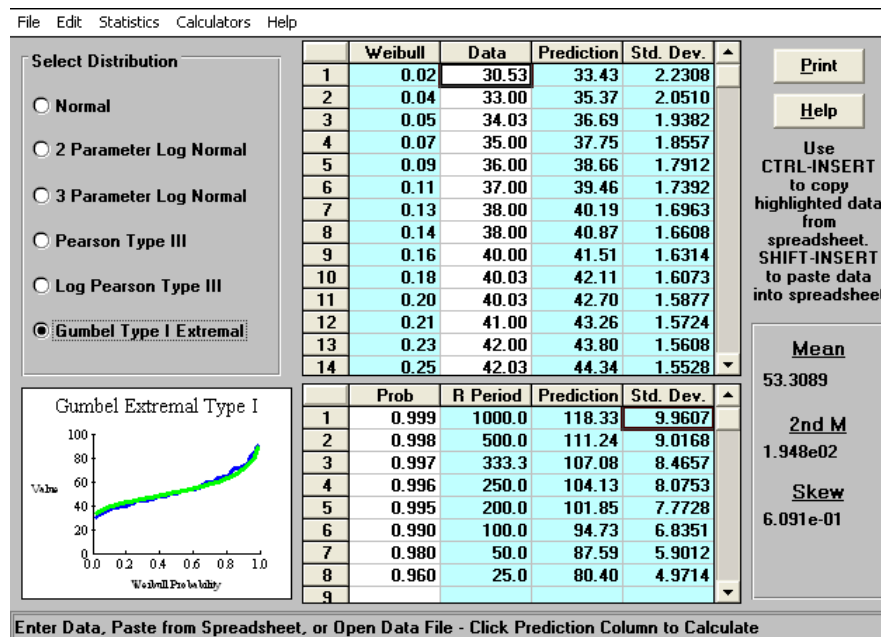 File Edit Statistics Calculators Help
Select Distribution
Normal
2 Parameter Log Normal
3 Parameter Log Normal
Pearson Type III
Log Pearson Type III
Gumbel Type I Extremal
Weibull Data Prediction Std. Dev.
1 0.02 30.53 33.43 2.2308
2 0.04 33.00 35.37 2.0510
3 0.05 34.03 36.69 1.9382
4 0.07 35.00 37.75 1.8557
5 0.09 36.00 38.66 1.7912
6 0.11 37.00 39.46 1.7392
7 0.13 38.00 40.19 1.6963
8 0.14 38.00 40.87 1.6608
9 0.16 40.00 41.51 1.6314
10 0.18 40.03 42.11 1.6073
11 0.20 40.03 42.70 1.5877
12 0.21 41.00 43.26 1.5724
13 0.23 42.00 43.80 1.5608
14 0.25 42.03 44.34 1.5528
Print
Help
Use
CTRL-INSERT
to copy
highlighted data
from
spreadsheet.
SHIFT-INSERT
to paste data
into spreadsheet
Gumbel Extremal Type I
Value
100
80
60
40
20
0
0.0 0.2 0.4 0.6 0.8 1.0
Weibull Probability
Prob R Period Prediction Std. Dev.
1 0.999 1000.0 118.33 9.9607
2 0.998 500.0 111.24 9.0168
3 0.997 333.3 107.08 8.4657
4 0.996 250.0 104.13 8.0753
5 0.995 200.0 101.85 7.7728
6 0.990 100.0 94.73 6.8351
7 0.980 50.0 87.59 5.9012
8 0.960 25.0 80.40 4.9714
9
Mean
53.3089
2nd M
1.948e02
Skew
6.091e-01
Enter Data, Paste from Spreadsheet, or Open Data File - Click Prediction Column to Calculate